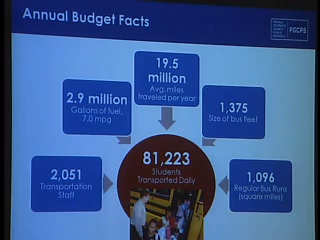 Annual Budget Facts
PGCPS
19.5
million
Avg. miles
traveled per year
2.9 million
Gallons of fuel,
7.0 mpg
1,375
Size of bus fleet
81,223
Students
Transported Daily
2,051
Transportation
Staff
1,096
Regular Bus Runs
(square miles)